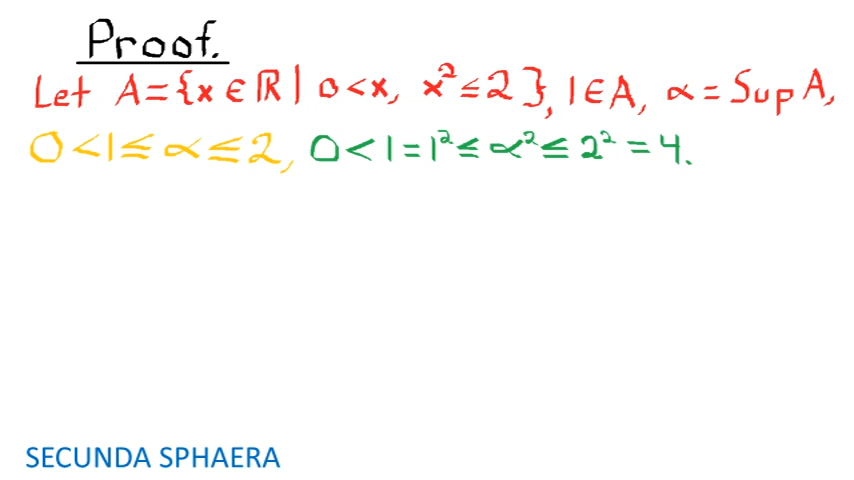 Proof.
Let A = {x ∈ ℝ | 0 < x, x² ≤ 2}, 1 ∈ A, α = Sup A,
0 < 1 ≦ α ≦ 2, 0 < 1 = 1² ≦ α² ≦ 2² = 4.
SECUNDA SPHAERA